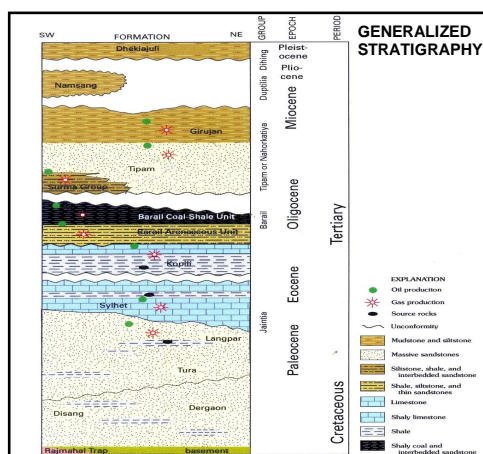 GENERALIZED
STRATIGRAPHY
SW FORMATION NE
GROUP
EPOCH
PERIOD
Dhekiajuli
Namsang
Girujan
Tipam
Surma Group
Barail Coal-Shale Unit
Barail Arenaceous Unit
Kopili
Sylhet
Langpar
Tura
Disang
Dergaon
Rajmahal Trap basement
Dihing
Duptilia
Tipam or Nahorkatiya
Barail
Jaintia
Pleist-
ocene
Plio-
cene
Miocene
Oligocene
Eocene
Paleocene
Tertiary
Cretaceous
EXPLANATION
Oil production
Gas production
Source rocks
Unconformity
Mudstone and siltstone
Massive sandstones
Siltstone, shale, and
interbedded sandstone
Shale, siltstone, and
thin sandstones
Limestone
Shaly limestone
Shale
Shaly coal and
interbedded sandstone